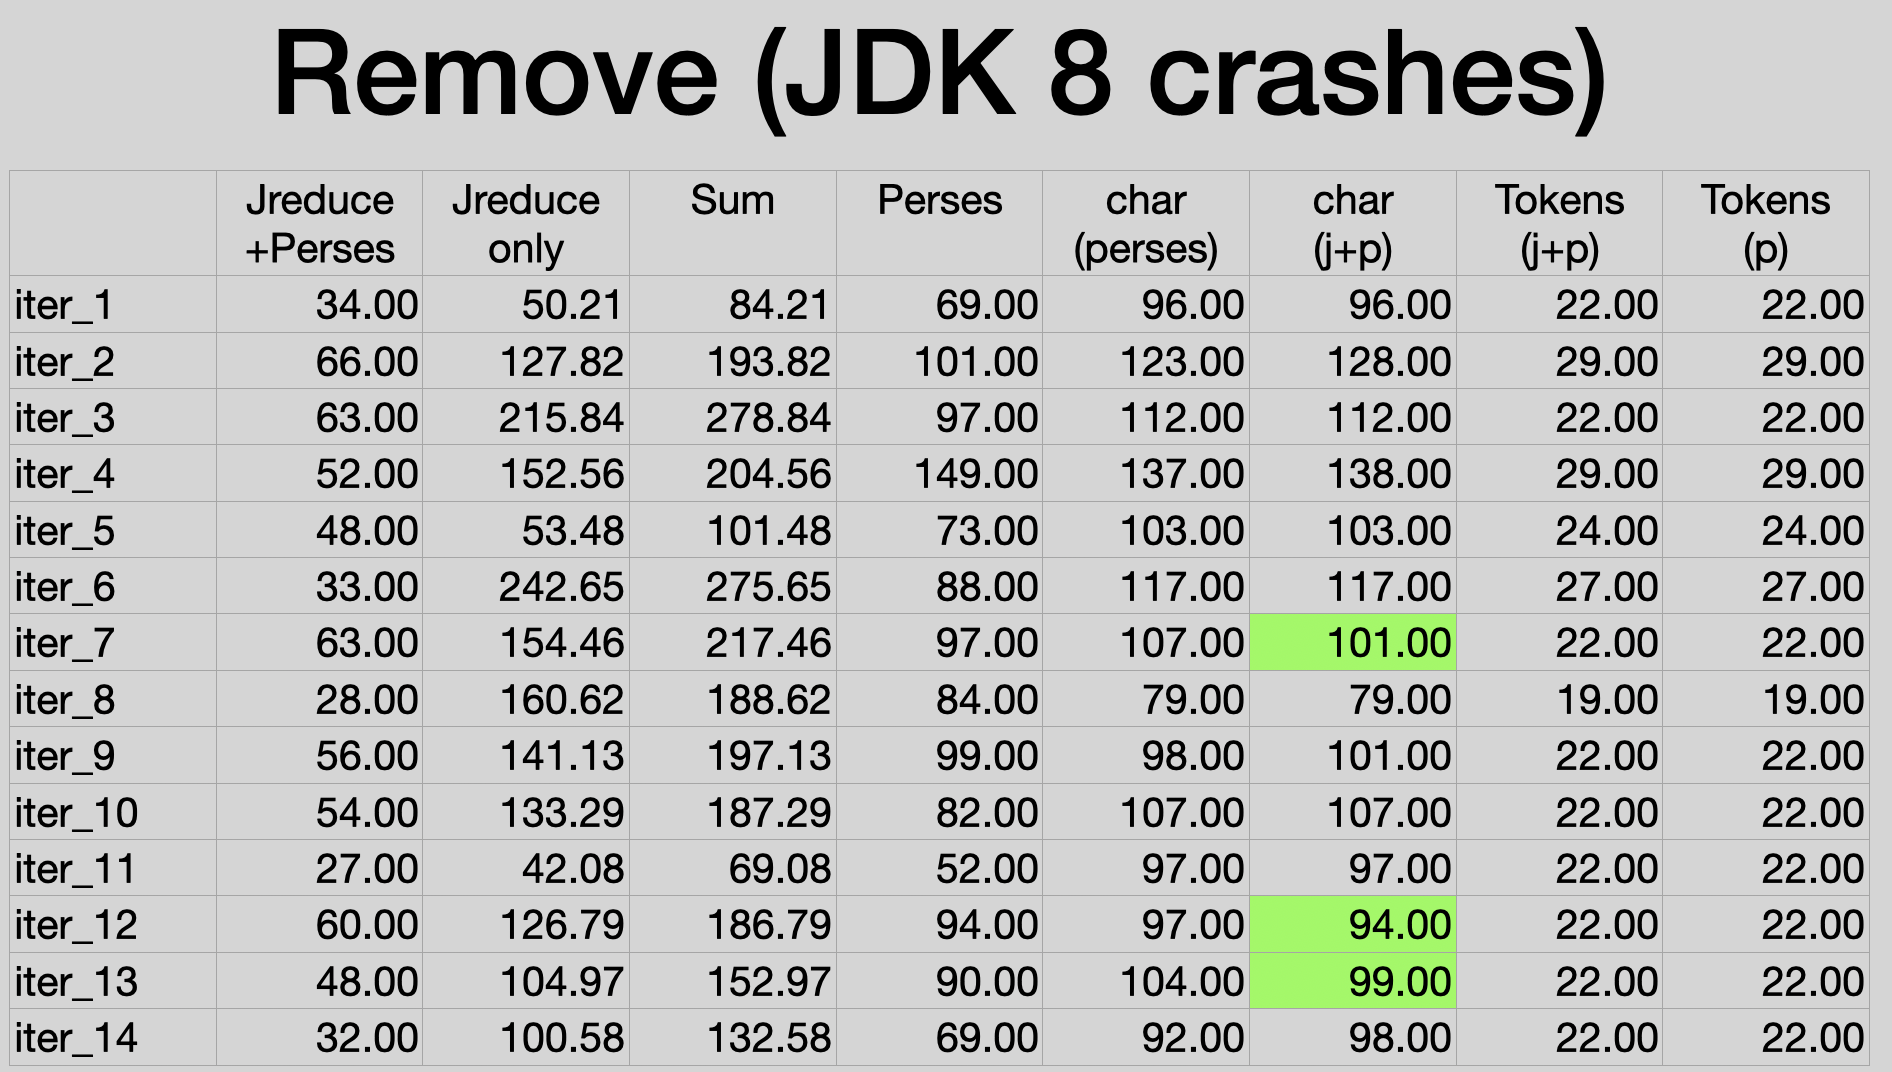 Remove (JDK 8 crashes)
Jreduce +Perses Jreduce only Sum Perses char (perses) char (j+p) Tokens (j+p) Tokens (p)
iter_1 34.00 50.21 84.21 69.00 96.00 96.00 22.00 22.00
iter_2 66.00 127.82 193.82 101.00 123.00 128.00 29.00 29.00
iter_3 63.00 215.84 278.84 97.00 112.00 112.00 22.00 22.00
iter_4 52.00 152.56 204.56 149.00 137.00 138.00 29.00 29.00
iter_5 48.00 53.48 101.48 73.00 103.00 103.00 24.00 24.00
iter_6 33.00 242.65 275.65 88.00 117.00 117.00 27.00 27.00
iter_7 63.00 154.46 217.46 97.00 107.00 101.00 22.00 22.00
iter_8 28.00 160.62 188.62 84.00 79.00 79.00 19.00 19.00
iter_9 56.00 141.13 197.13 99.00 98.00 101.00 22.00 22.00
iter_10 54.00 133.29 187.29 82.00 107.00 107.00 22.00 22.00
iter_11 27.00 42.08 69.08 52.00 97.00 97.00 22.00 22.00
iter_12 60.00 126.79 186.79 94.00 97.00 94.00 22.00 22.00
iter_13 48.00 104.97 152.97 90.00 104.00 99.00 22.00 22.00
iter_14 32.00 100.58 132.58 69.00 92.00 98.00 22.00 22.00